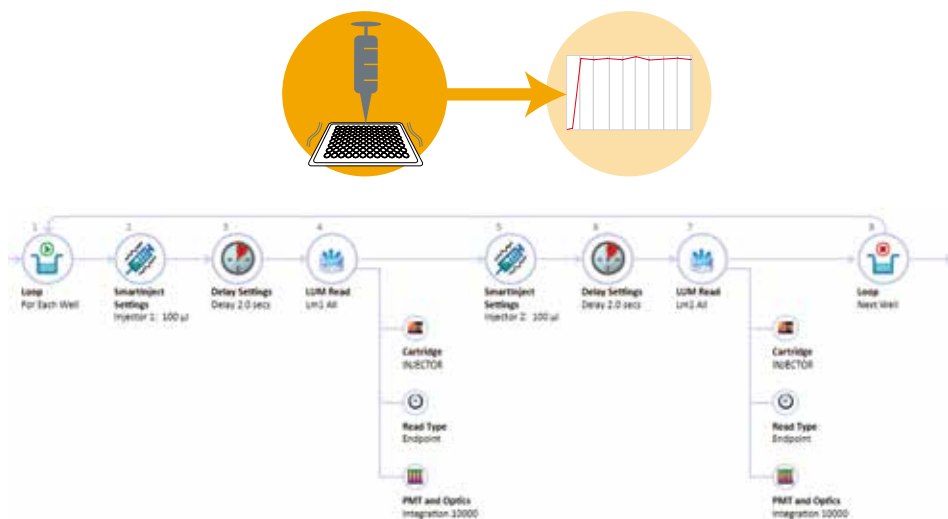 1
2
3
4
5
6
7
8
Loop
For Each Well
SmartInject
Settings
Injector 1: 100 µl
Delay Settings
Delay 2.0 secs
LUM Read
Lm1 All
SmartInject
Settings
Injector 2: 100 µl
Delay Settings
Delay 2.0 secs
LUM Read
Lm1 All
Loop
Next Well
Cartridge
INJECTOR
Read Type
Endpoint
PMT and Optics
Integration 10000
Cartridge
INJECTOR
Read Type
Endpoint
PMT and Optics
Integration 10000